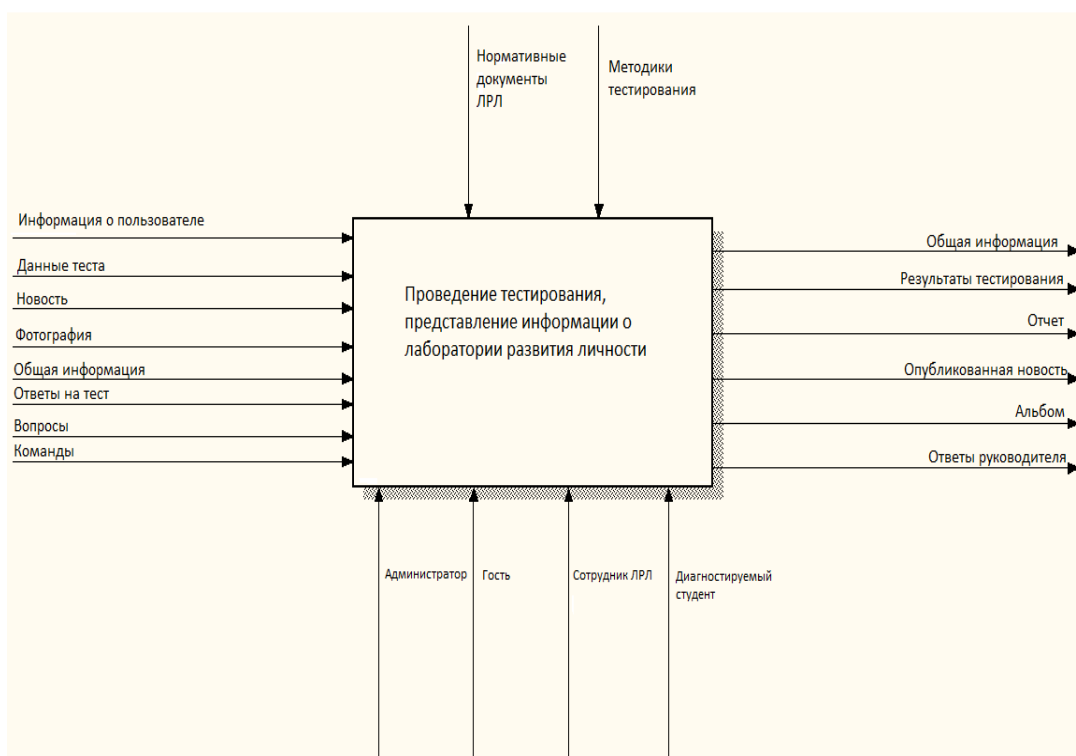 Нормативные
документы
ЛРЛ
Методики
тестирования
Информация о пользователе
Данные теста
Новость
Фотография
Общая информация
Ответы на тест
Вопросы
Команды
Проведение тестирования,
представление информации о
лаборатории развития личности
Общая информация
Результаты тестирования
Отчет
Опубликованная новость
Альбом
Ответы руководителя
Администратор
Гость
Сотрудник ЛРЛ
Диагностируемый
студент